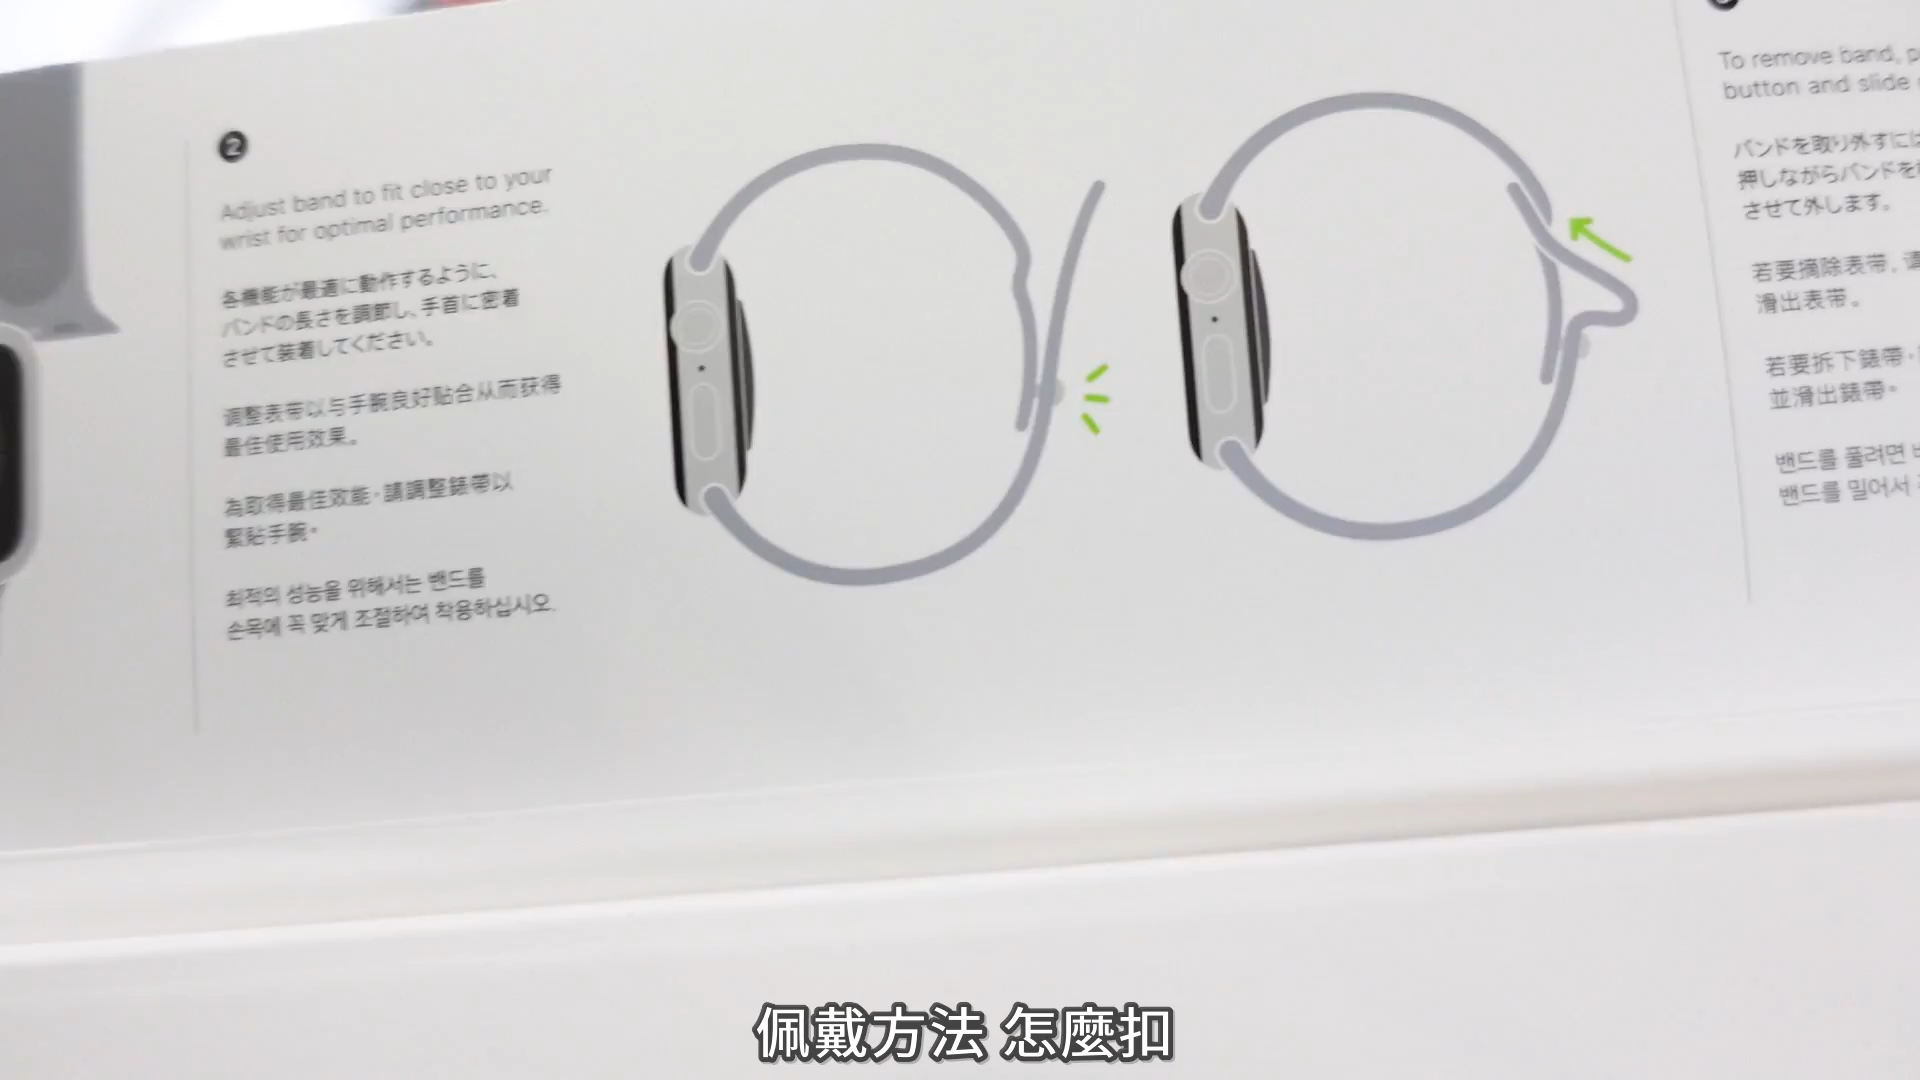 2
Adjust band to fit close to your
wrist for optimal performance.
各機能が最適に動作するように、
バンドの長さを調節し、手首に密着
させて装着してください。
调整表带以与手腕良好贴合从而获得
最佳使用效果。
為取得最佳效能，請調整錶帶以
緊貼手腕。
최적의 성능을 위해서는 밴드를
손목에 꼭 맞게 조절하여 착용하십시오.
To remove band, p
button and slide
バンドを取り外すには
押しながらバンドを
させて外します。
若要摘除表带，请
滑出表带。
若要拆下錶帶，
並滑出錶帶。
밴드를 풀려면
밴드를 밀어서
佩戴方法 怎麼扣